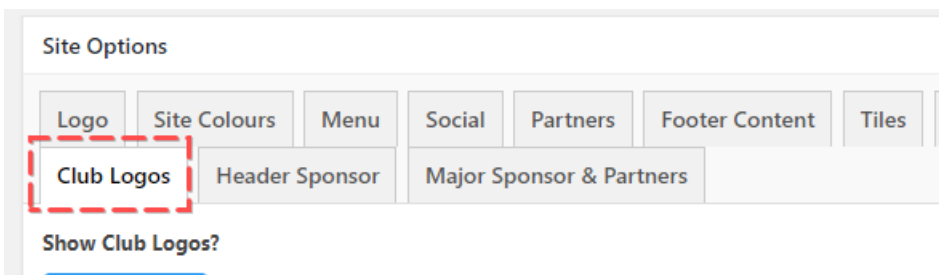 Site Options
Logo Site Colours Menu Social Partners Footer Content Tiles
Club Logos Header Sponsor Major Sponsor & Partners
Show Club Logos?